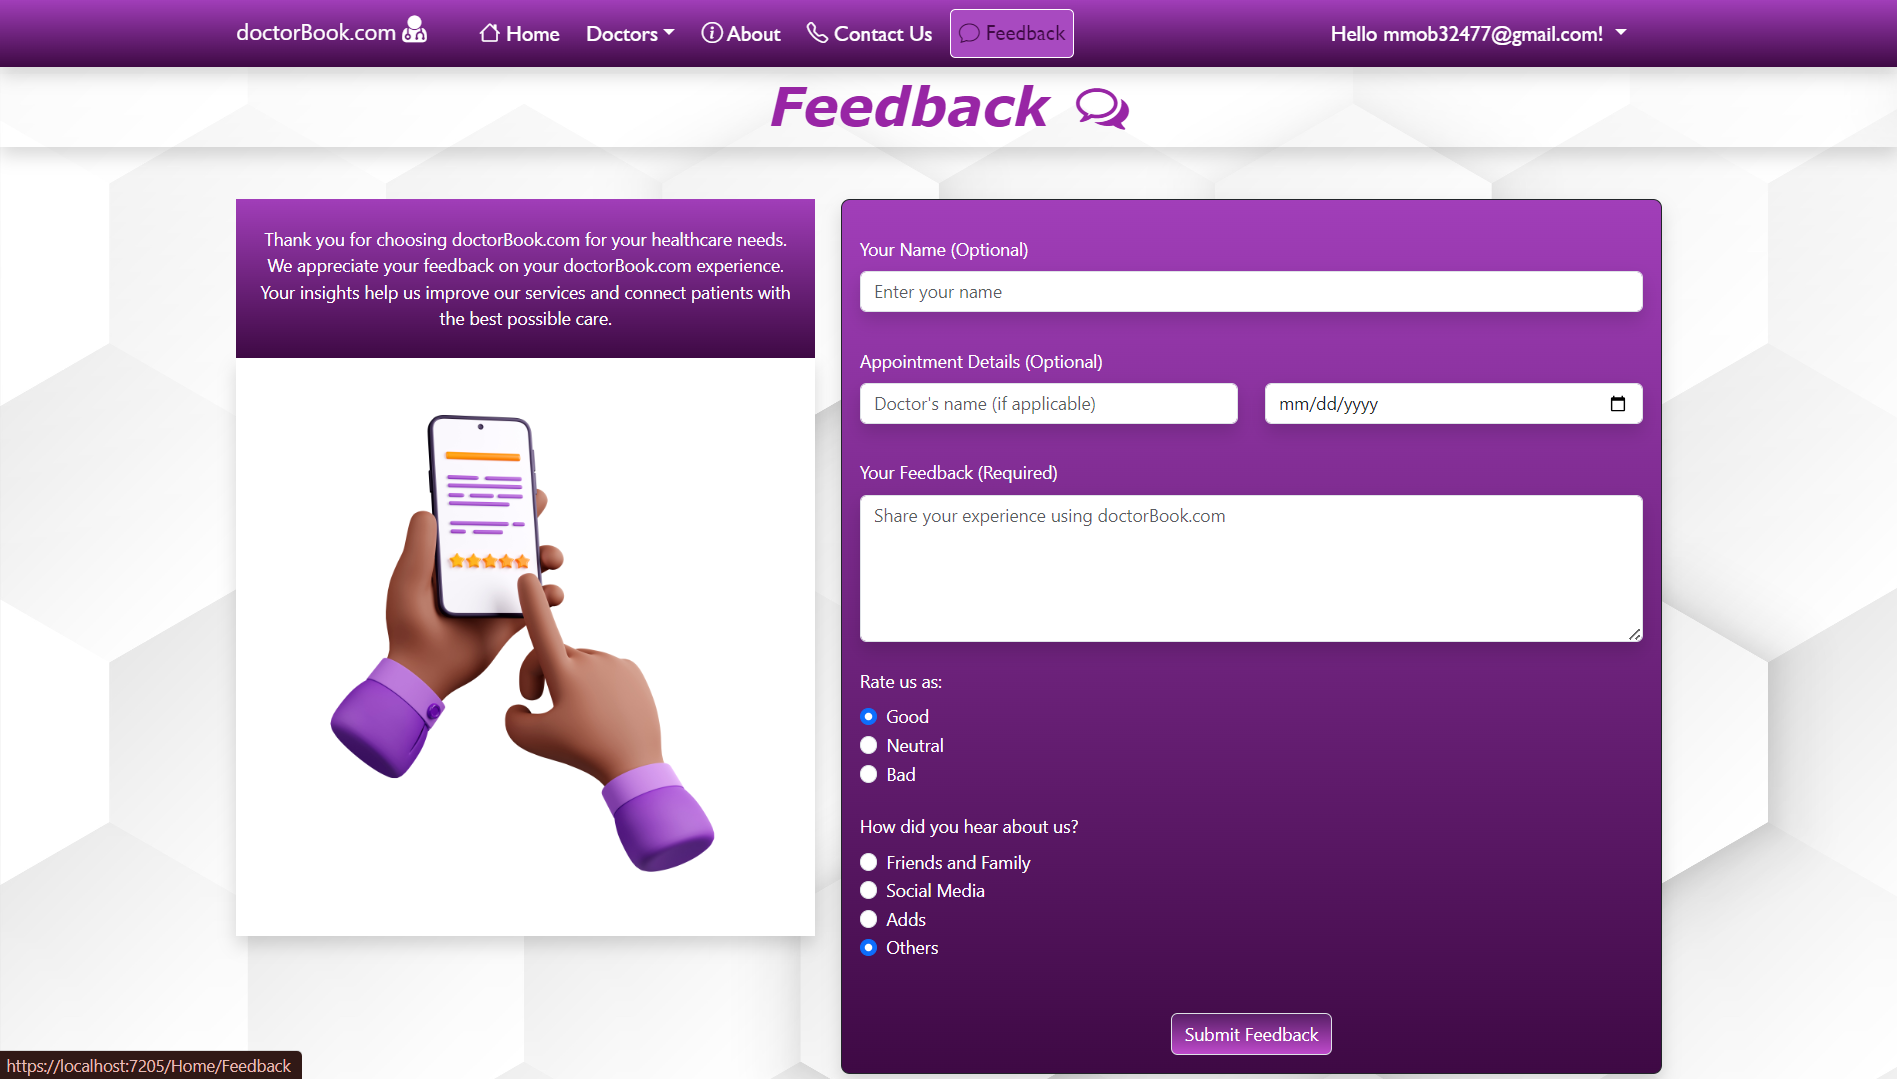 doctorBook.com
Home
Doctors
About
Contact Us
Feedback
Hello mmob32477@gmail.com!
Feedback
Thank you for choosing doctorBook.com for your healthcare needs.
We appreciate your feedback on your doctorBook.com experience.
Your insights help us improve our services and connect patients with
the best possible care.
Your Name (Optional)
Enter your name
Appointment Details (Optional)
Doctor's name (if applicable)
mm/dd/yyyy
Your Feedback (Required)
Share your experience using doctorBook.com
Rate us as:
Good
Neutral
Bad
How did you hear about us?
Friends and Family
Social Media
Adds
Others
Submit Feedback
https://localhost:7205/Home/Feedback